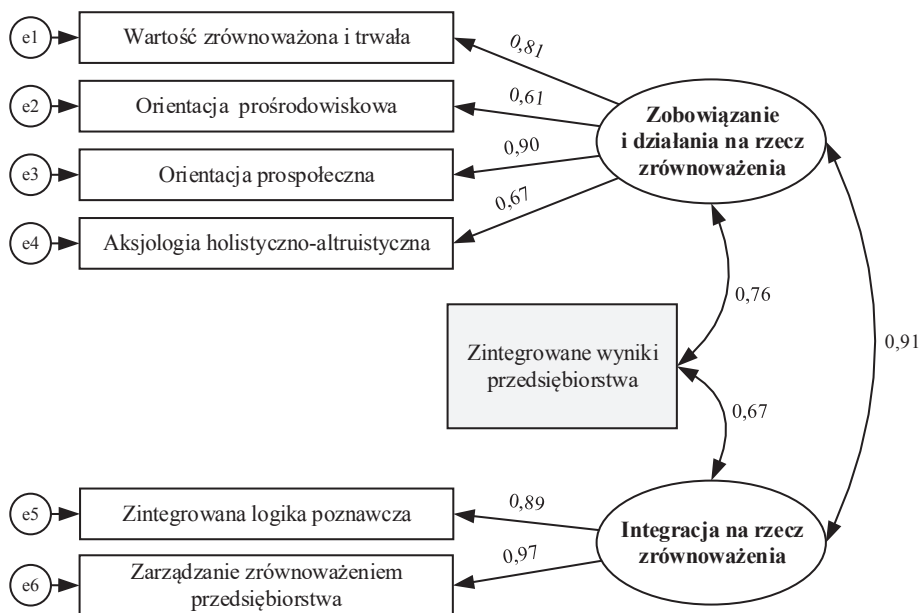 e1
Wartość zrównoważona i trwała
0,81
e2
Orientacja prośrodowiskowa
0,61
e3
Orientacja prospołeczna
0,90
e4
Aksjologia holistyczno-altruistyczna
0,67
Zobowiązanie
i działania na rzecz
zrównoważenia
0,76
0,91
Zintegrowane wyniki
przedsiębiorstwa
0,67
e5
Zintegrowana logika poznawcza
0,89
e6
Zarządzanie zrównoważeniem
przedsiębiorstwa
0,97
Integracja na rzecz
zrównoważenia